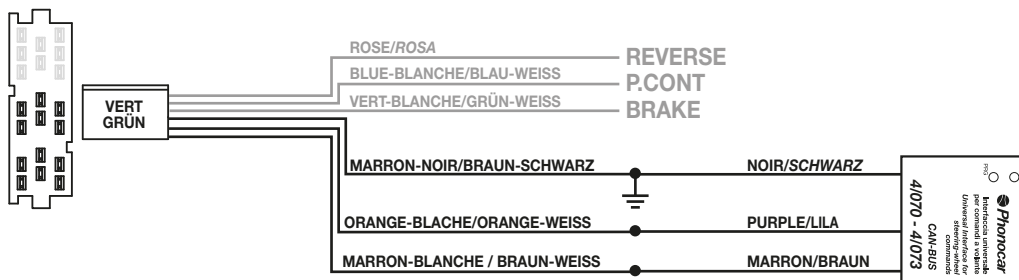 ROSE/ROSA
REVERSE
BLUE-BLANCHE/BLAU-WEISS
P.CONT
VERT-BLANCHE/GRÜN-WEISS
BRAKE
VERT
GRÜN
MARRON-NOIR/BRAUN-SCHWARZ
NOIR/SCHWARZ
ORANGE-BLACHE/ORANGE-WEISS
PURPLE/LILA
MARRON-BLANCHE / BRAUN-WEISS
MARRON/BRAUN
PRG
Phonocar
Interfaccia universale
per comandi a volante
Universal Interface for
steering-wheel
commands
CAN-BUS
4/070 - 4/073